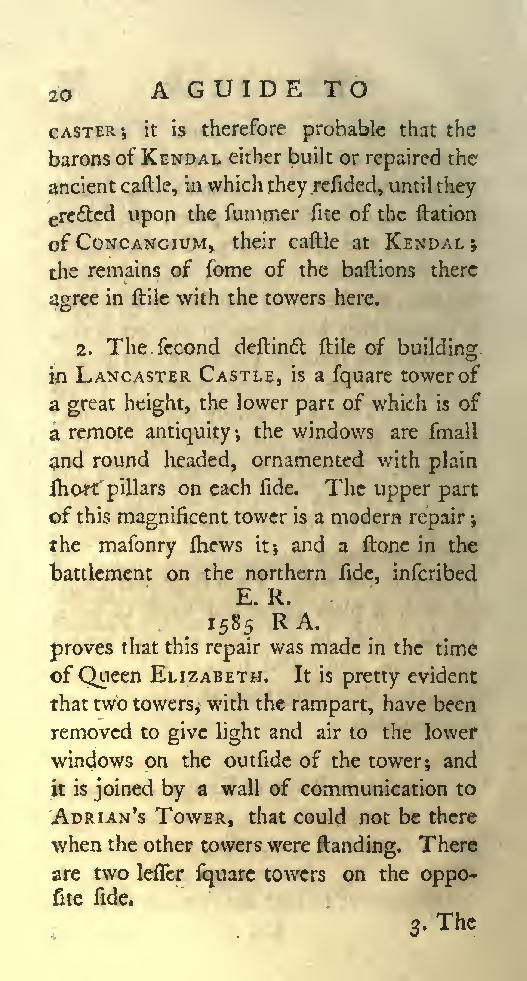 20 A GUIDE TO
CASTER; it is therefore probable that the
barons of KENDAL either built or repaired the
ancient caſtle, in which they reſided, until they
erected upon the ſummer ſite of the ſtation
of CONCANGIUM, their caſtle at KENDAL;
the remains of ſome of the baſtions there
agree in ſtile with the towers here.
2. The ſecond deſtinct ſtile of building
in LANCASTER CASTLE, is a ſquare tower of
a great height, the lower part of which is of
a remote antiquity; the windows are ſmall
and round headed, ornamented with plain
ſhort pillars on each ſide. The upper part
of this magnificent tower is a modern repair;
the maſonry ſhews it; and a ſtone in the
battlement on the northern ſide, inſcribed
E. R.
1585 R A.
proves that this repair was made in the time
of Queen ELIZABETH. It is pretty evident
that two towers, with the rampart, have been
removed to give light and air to the lower
windows on the outſide of the tower; and
it is joined by a wall of communication to
ADRIAN'S TOWER, that could not be there
when the other towers were ſtanding. There
are two leſſer ſquare towers on the oppo-
ſite ſide.
3. The